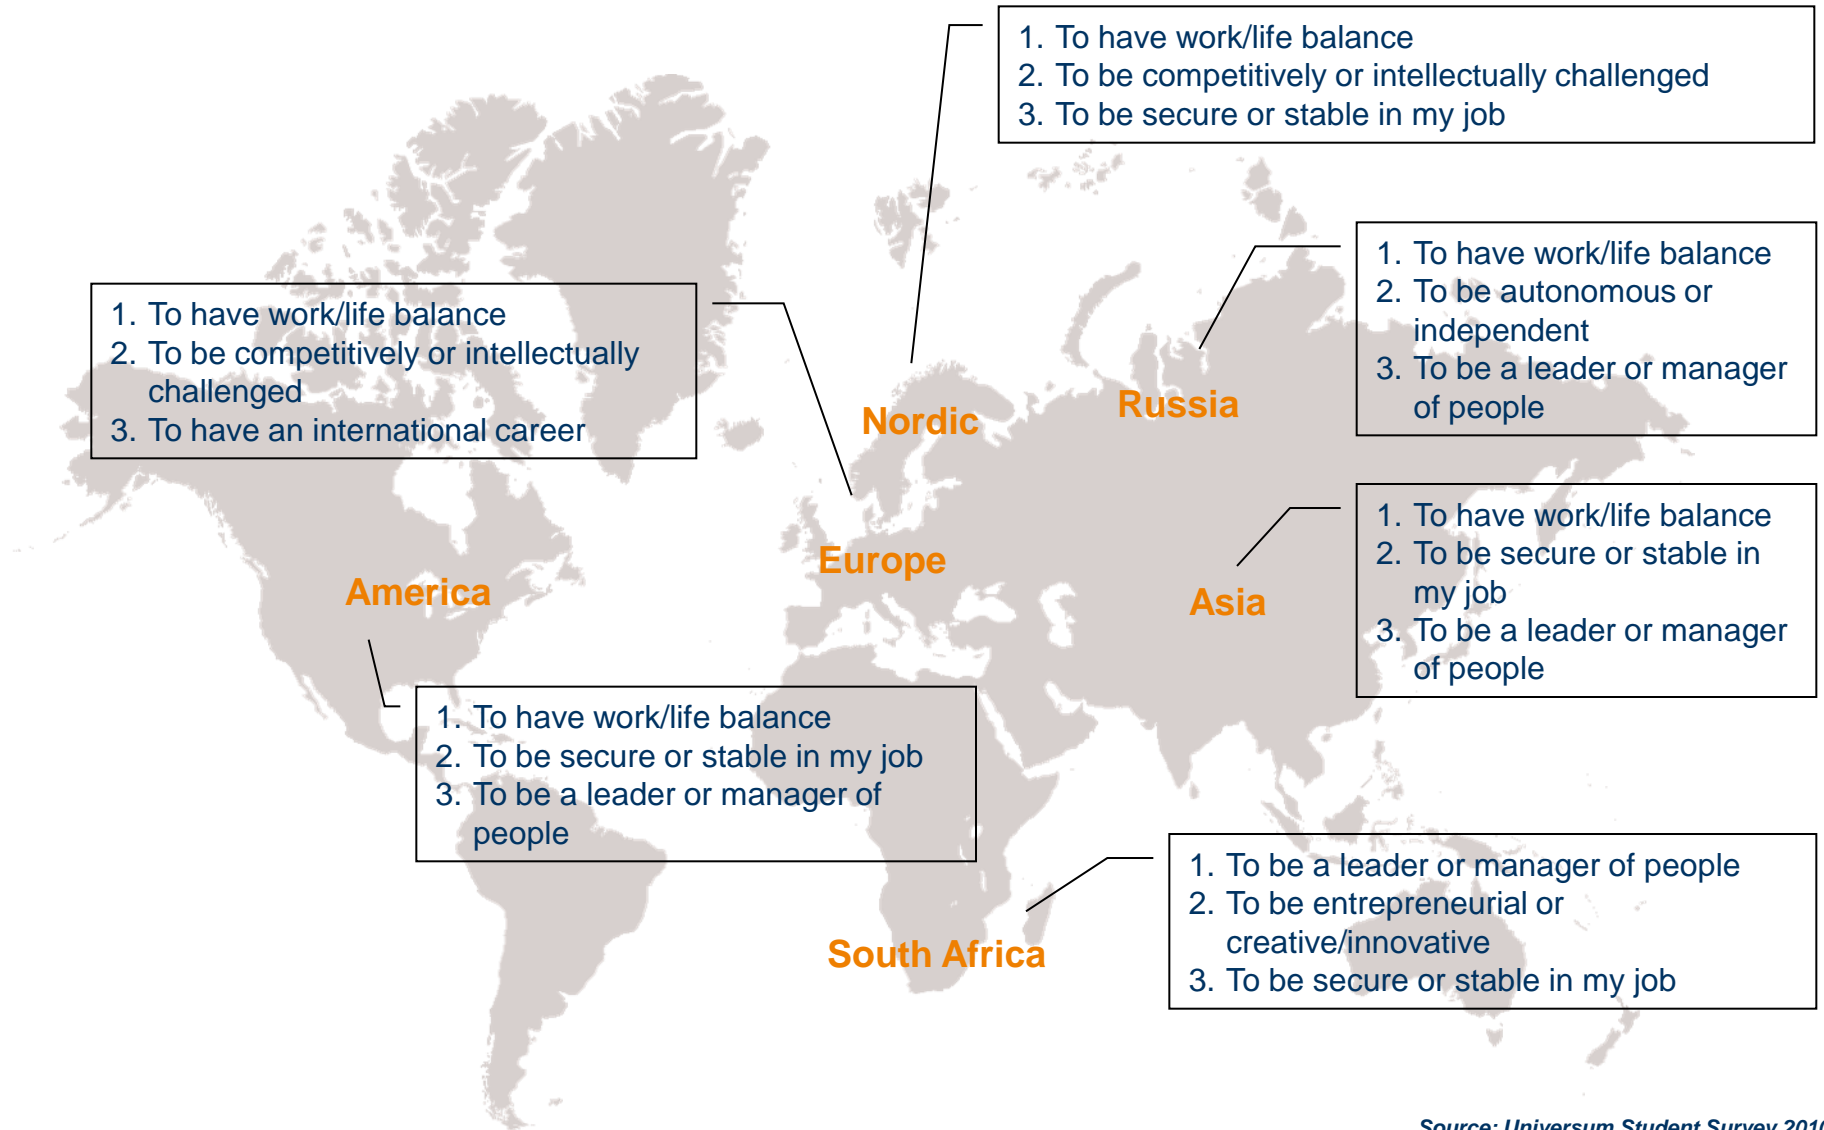 1. To have work/life balance
2. To be competitively or intellectually challenged
3. To be secure or stable in my job
1. To have work/life balance
2. To be autonomous or
independent
3. To be a leader or manager
of people
1. To have work/life balance
2. To be competitively or intellectually
challenged
3. To have an international career
Nordic
Russia
1. To have work/life balance
2. To be secure or stable in
my job
3. To be a leader or manager
of people
Europe
America
Asia
1. To have work/life balance
2. To be secure or stable in my job
3. To be a leader or manager of
people
1. To be a leader or manager of people
2. To be entrepreneurial or
creative/innovative
3. To be secure or stable in my job
South Africa
Source: Universum Student Survey 2010